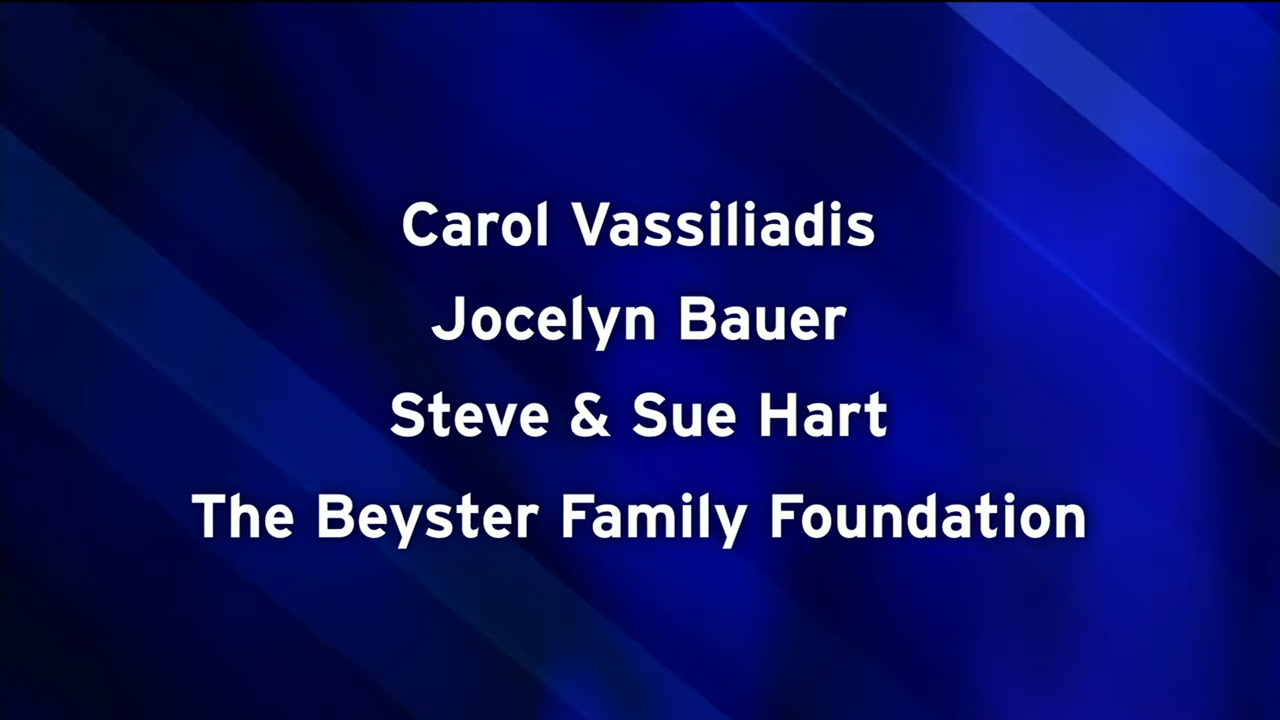 Carol Vassiliadis
Jocelyn Bauer
Steve & Sue Hart
The Beyster Family Foundation